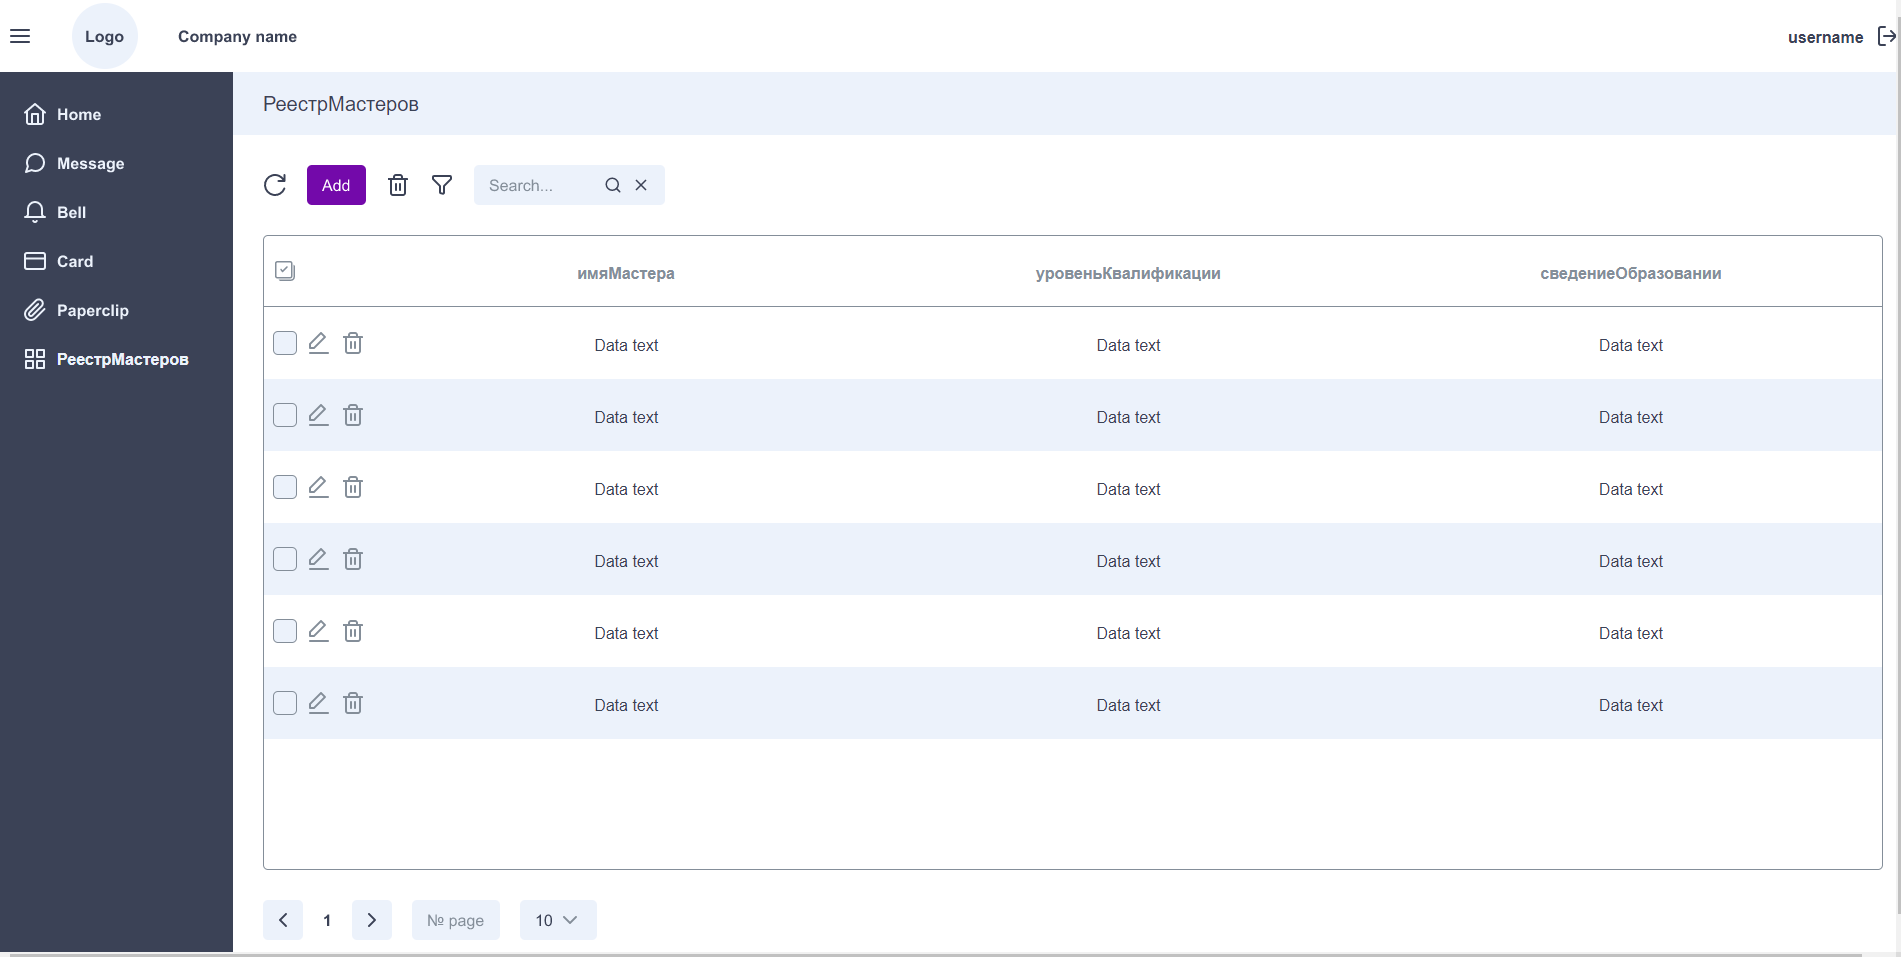 Logo
Company name
username
Home
Message
Bell
Card
Paperclip
РеестрМастеров
РеестрМастеров
Add
Search...
имяМастера уровеньКвалификации сведениеОбразовании
Data text Data text Data text
Data text Data text Data text
Data text Data text Data text
Data text Data text Data text
Data text Data text Data text
Data text Data text Data text
1
№ page
10